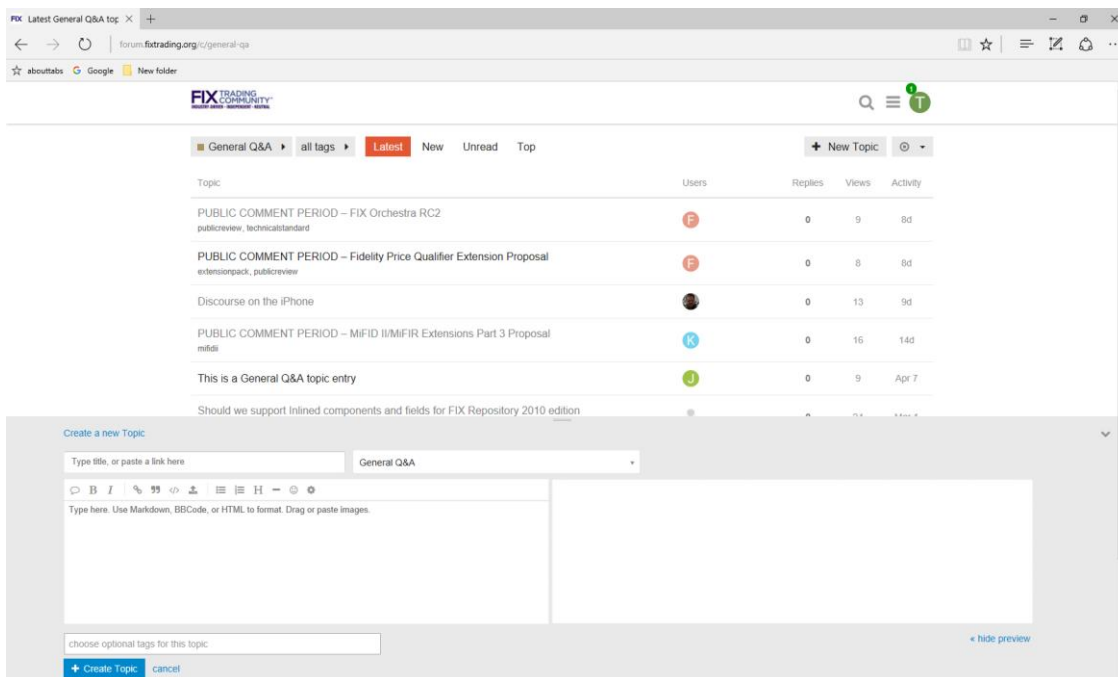 FIX Latest General Q&A top
forum.fixtrading.org/c/general-qa
abouttabs Google New folder
FIX TRADING COMMUNITY
INDUSTRY-DRIVEN - INDEPENDENT - NEUTRAL
1
T
General Q&A all tags Latest New Unread Top + New Topic
Topic Users Replies Views Activity
PUBLIC COMMENT PERIOD – FIX Orchestra RC2 F 0 9 8d
publicreview, technicalstandard
PUBLIC COMMENT PERIOD – Fidelity Price Qualifier Extension Proposal F 0 8 8d
extensionpack, publicreview
Discourse on the iPhone 0 13 9d
PUBLIC COMMENT PERIOD – MiFID II/MiFIR Extensions Part 3 Proposal K 0 16 14d
mifidii
This is a General Q&A topic entry J 0 9 Apr 7
Should we support Inlined components and fields for FIX Repository 2010 edition
Create a new Topic
Type title, or paste a link here General Q&A
B I H
Type here. Use Markdown, BBCode, or HTML to format. Drag or paste images.
choose optional tags for this topic « hide preview
+ Create Topic cancel